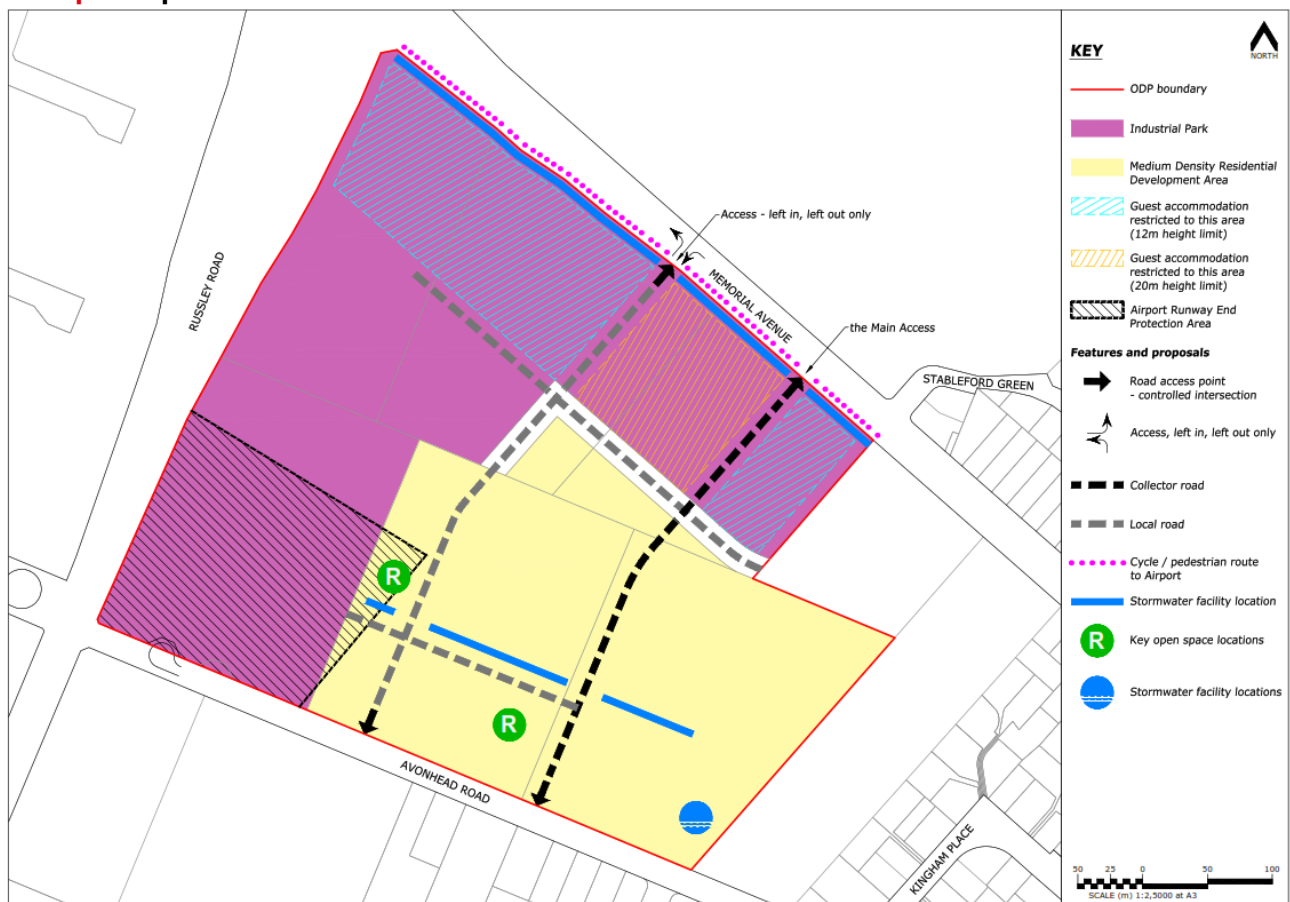 RUSSLEY ROAD
Access - left in, left out only
MEMORIAL AVENUE
the Main Access
STABLEFORD GREEN
R
R
AVONHEAD ROAD
KINGHAM PLACE
KEY
NORTH
ODP boundary
Industrial Park
Medium Density Residential
Development Area
Guest accommodation
restricted to this area
(12m height limit)
Guest accommodation
restricted to this area
(20m height limit)
Airport Runway End
Protection Area
Features and proposals
Road access point
- controlled intersection
Access, left in, left out only
Collector road
Local road
Cycle / pedestrian route
to Airport
Stormwater facility location
R
Key open space locations
Stormwater facility locations
50 25 0 50 100
SCALE (m) 1:2,5000 at A3